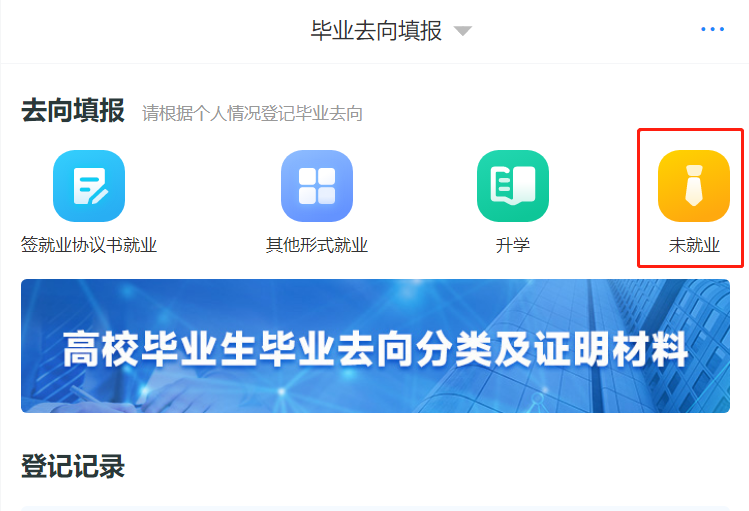 毕业去向填报
去向填报 请根据个人情况登记毕业去向
签就业协议书就业 其他形式就业 升学 未就业
高校毕业生毕业去向分类及证明材料
登记记录